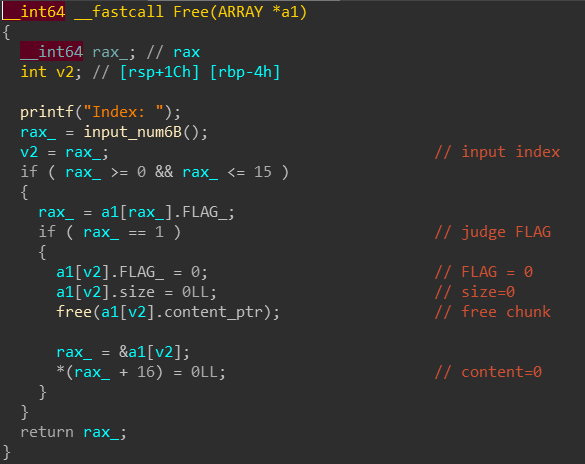 __int64 __fastcall Free(ARRAY *a1)
{
  __int64 rax_; // rax
  int v2; // [rsp+1Ch] [rbp-4h]

  printf("Index: ");
  rax_ = input_num6B();
  v2 = rax_;                                    // input index
  if ( rax_ >= 0 && rax_ <= 15 )
  {
    rax_ = a1[rax_].FLAG_;
    if ( rax_ == 1 )                            // judge FLAG
    {
      a1[v2].FLAG_ = 0;                         // FLAG = 0
      a1[v2].size = 0LL;                        // size=0
      free(a1[v2].content_ptr);                 // free chunk

      rax_ = &a1[v2];
      *(rax_ + 16) = 0LL;                       // content=0
    }
  }
  return rax_;
}